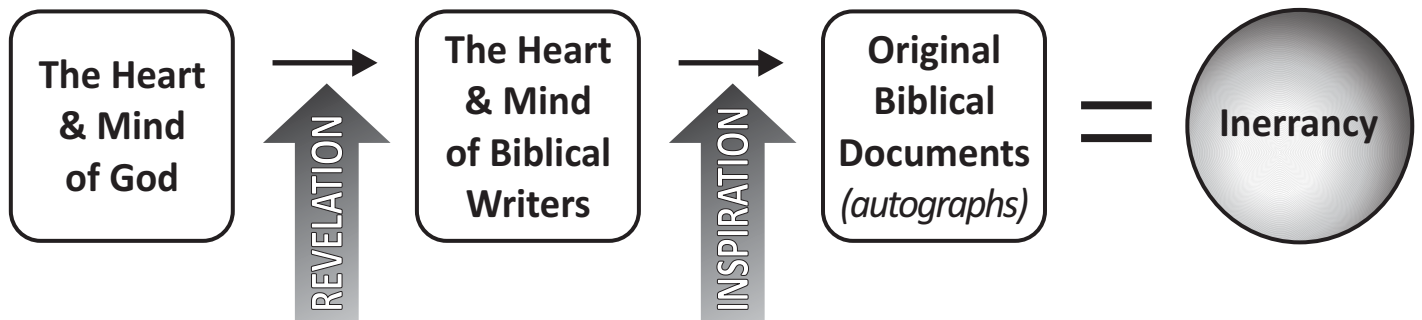 The Heart
& Mind
of God
REVELATION
The Heart
& Mind
of Biblical
Writers
INSPIRATION
Original
Biblical
Documents
(autographs)
=
Inerrancy